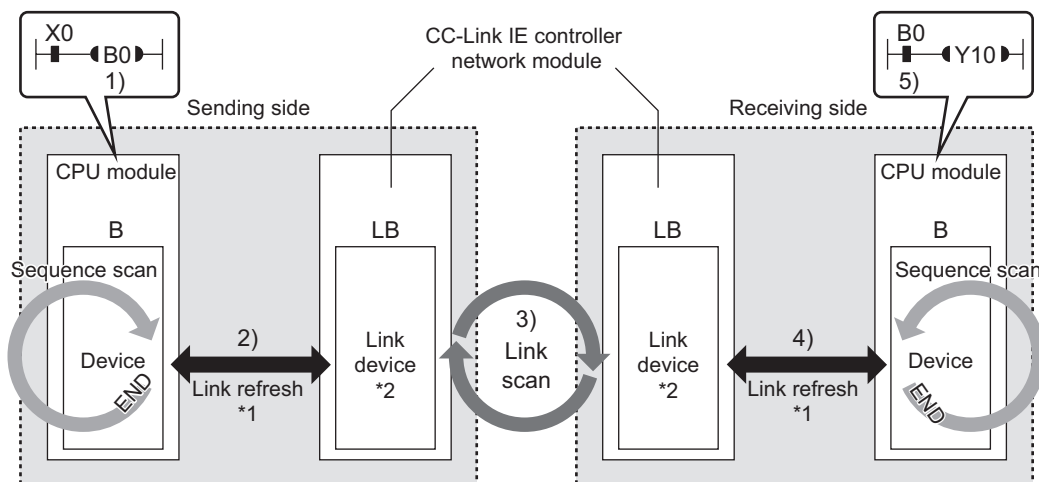 X0
B0
1)
CC-Link IE controller
network module
B0
Y10
5)
Sending side
Receiving side
CPU module
B
Sequence scan
Device
END
2)
Link refresh
*1
LB
Link
device
*2
3)
Link
scan
LB
Link
device
*2
4)
Link refresh
*1
CPU module
B
Sequence scan
Device
END